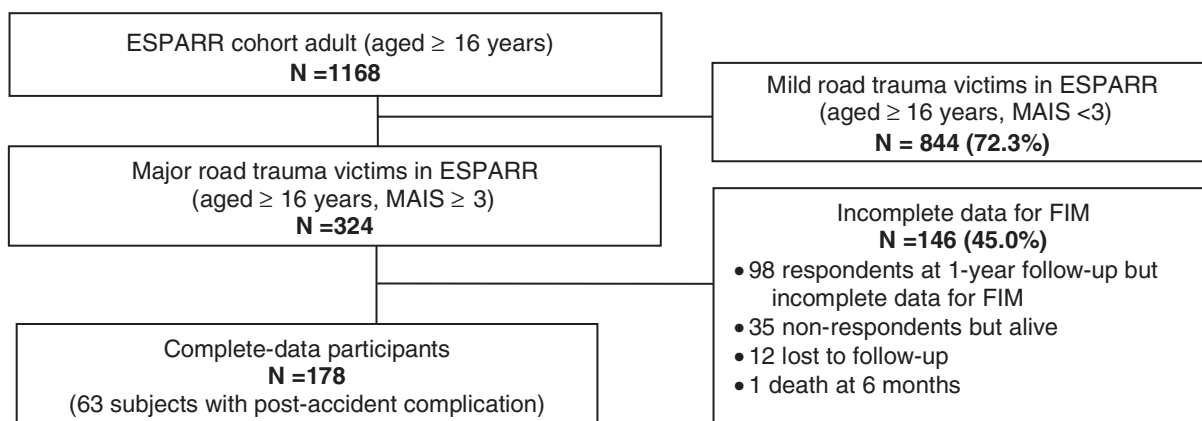 ESPARR cohort adult (aged ≥ 16 years)
N =1168
Mild road trauma victims in ESPARR
(aged ≥ 16 years, MAIS <3)
N = 844 (72.3%)
Major road trauma victims in ESPARR
(aged ≥ 16 years, MAIS ≥ 3)
N =324
Incomplete data for FIM
N =146 (45.0%)
• 98 respondents at 1-year follow-up but
incomplete data for FIM
• 35 non-respondents but alive
• 12 lost to follow-up
• 1 death at 6 months
Complete-data participants
N =178
(63 subjects with post-accident complication)